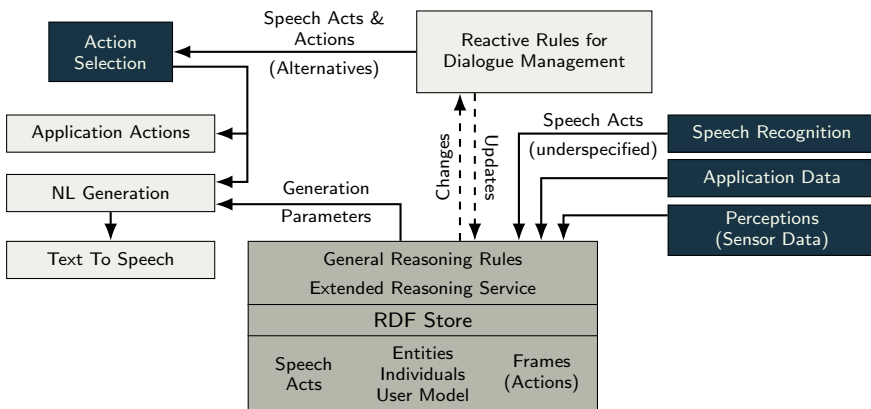 Action
Selection
Speech Acts &
Actions
(Alternatives)
Reactive Rules for
Dialogue Management
Application Actions
NL Generation
Text To Speech
Generation
Parameters
Changes
Updates
Speech Acts
(underspecified)
Speech Recognition
Application Data
Perceptions
(Sensor Data)
General Reasoning Rules
Extended Reasoning Service
RDF Store
Speech
Acts
Entities
Individuals
User Model
Frames
(Actions)